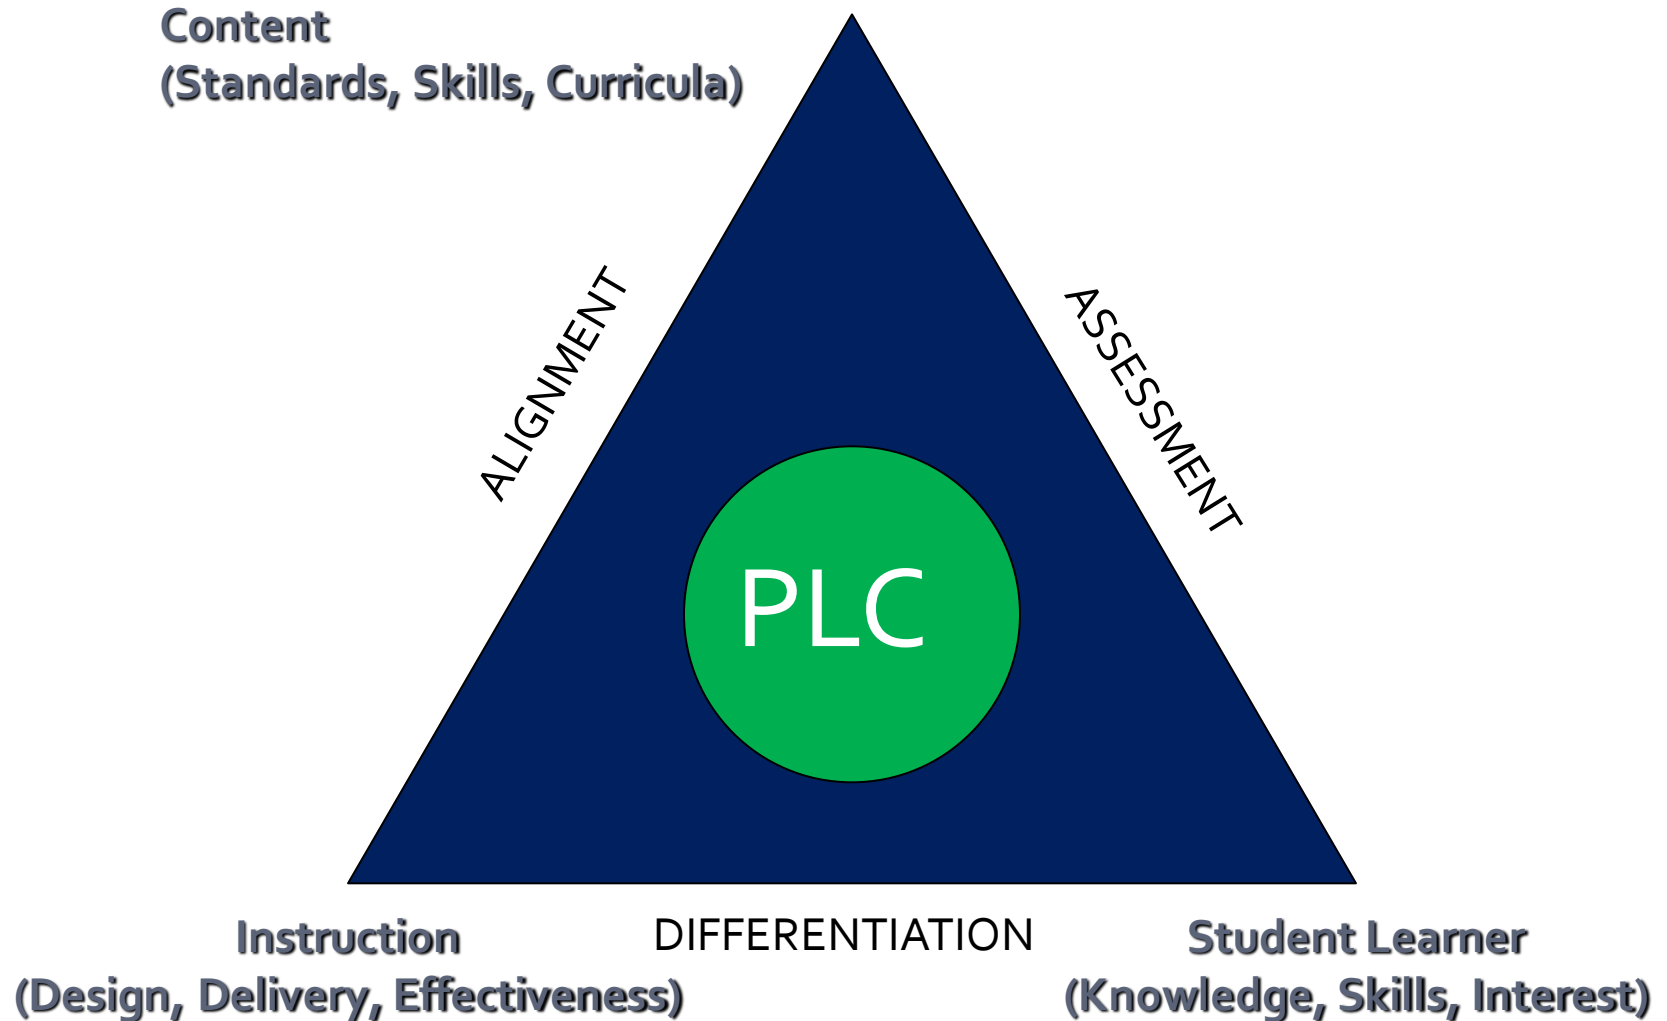 Content
(Standards, Skills, Curricula)
ALIGNMENT
ASSESSMENT
PLC
DIFFERENTIATION
Instruction
(Design, Delivery, Effectiveness)
Student Learner
(Knowledge, Skills, Interest)